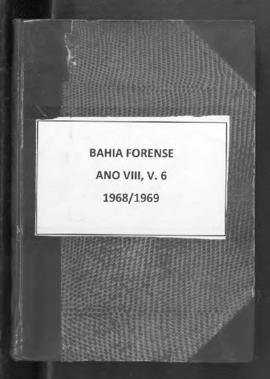 BAHIA FORENSE
ANO VIII, V. 6
1968/1969